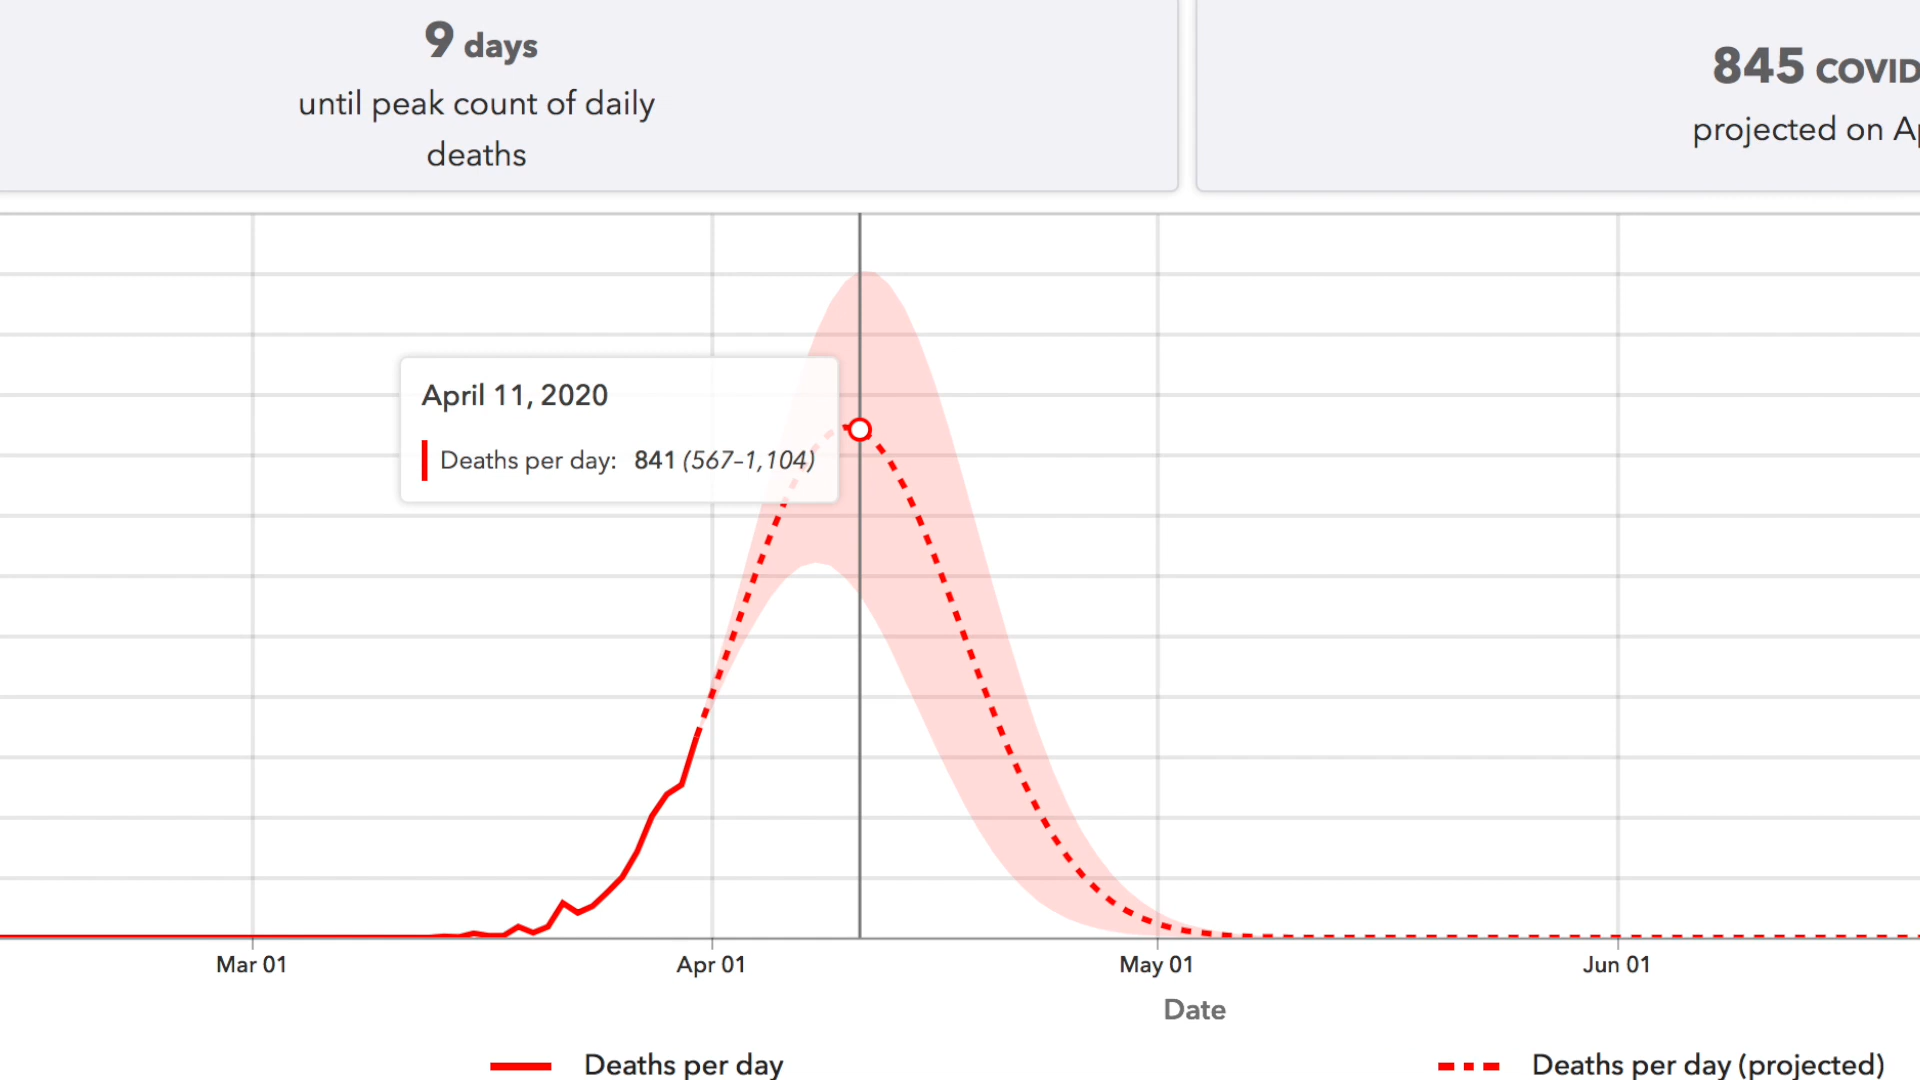 9 days
until peak count of daily
deaths
845 COVID
projected on Ap
April 11, 2020
Deaths per day: 841 (567–1,104)
Mar 01
Apr 01
May 01
Jun 01
Date
Deaths per day
Deaths per day (projected)